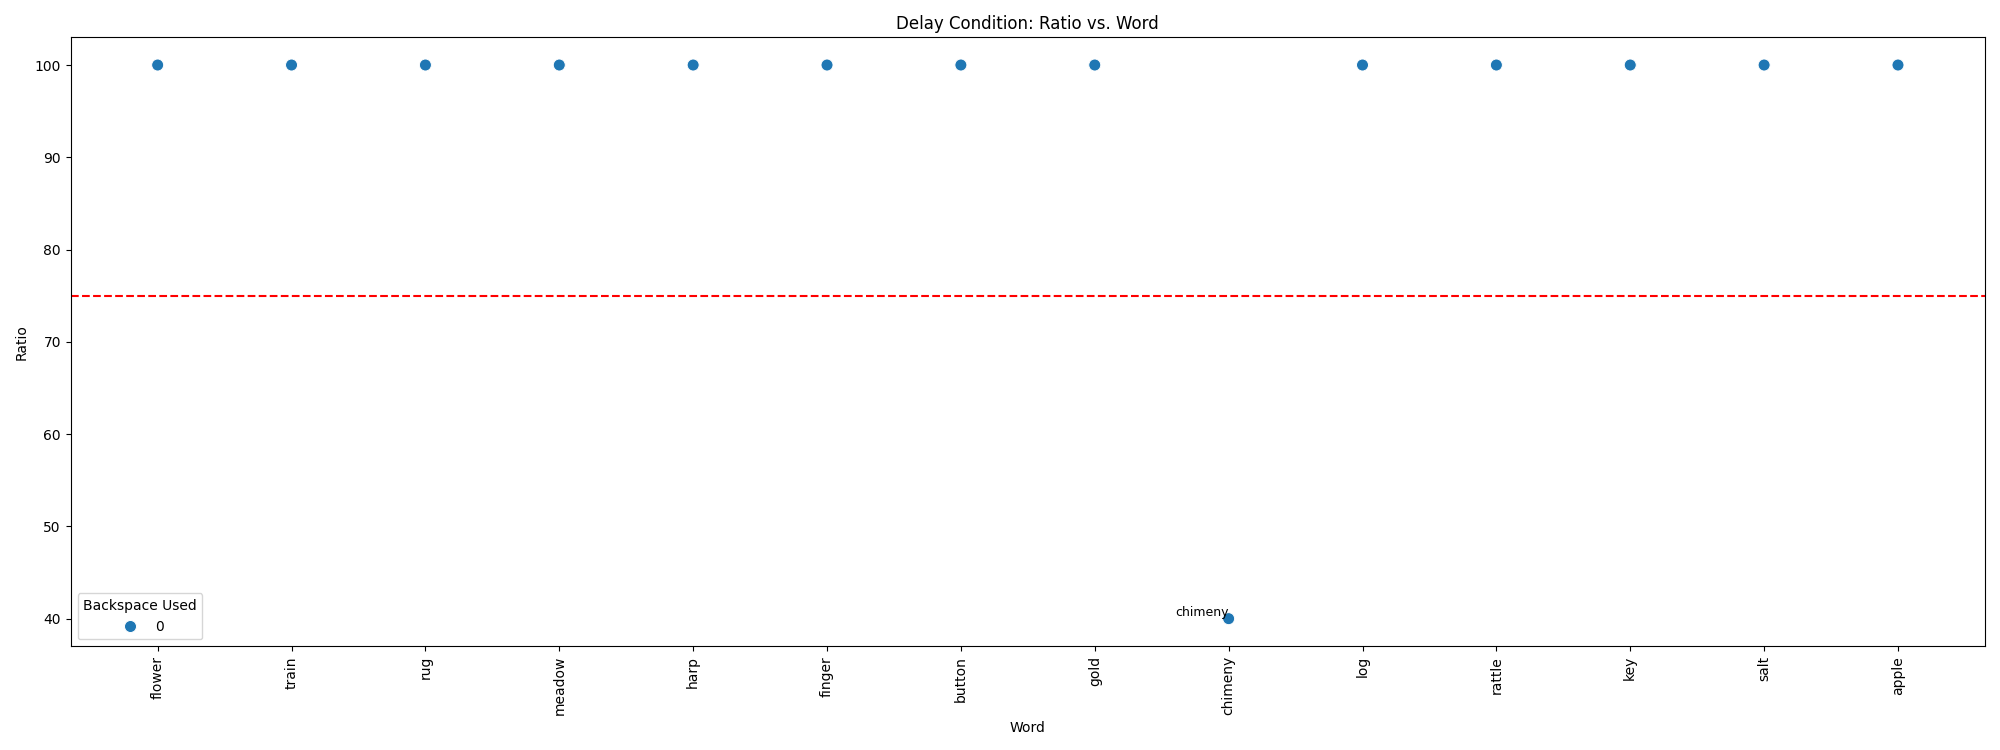 Delay Condition: Ratio vs. Word
Ratio
100
90
80
70
60
50
40
chimeny
Backspace Used
0
flower
train
rug
meadow
harp
finger
button
gold
chimeny
log
rattle
key
salt
apple
Word